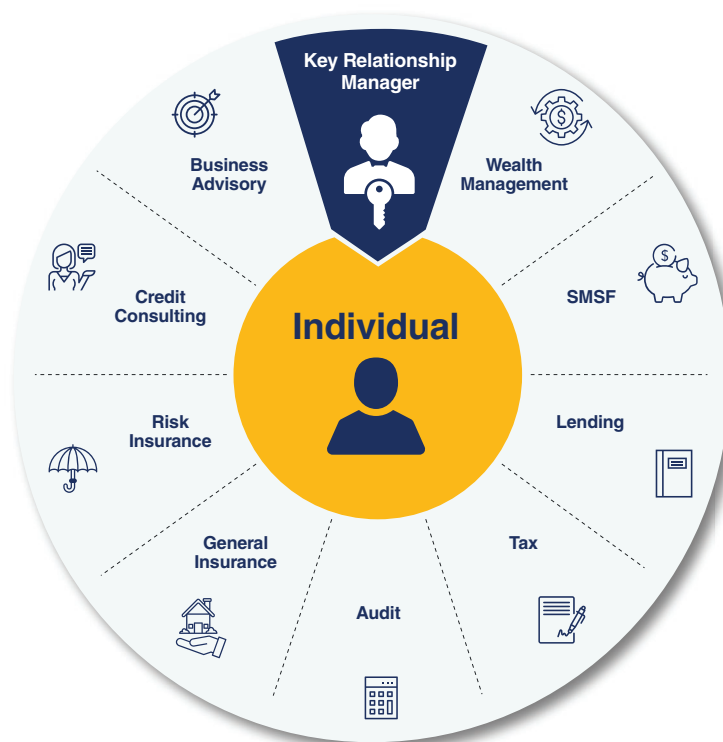 Key Relationship
Manager
Wealth
Management
SMSF
Lending
Tax
Audit
General
Insurance
Risk
Insurance
Credit
Consulting
Business
Advisory
Individual
$
$